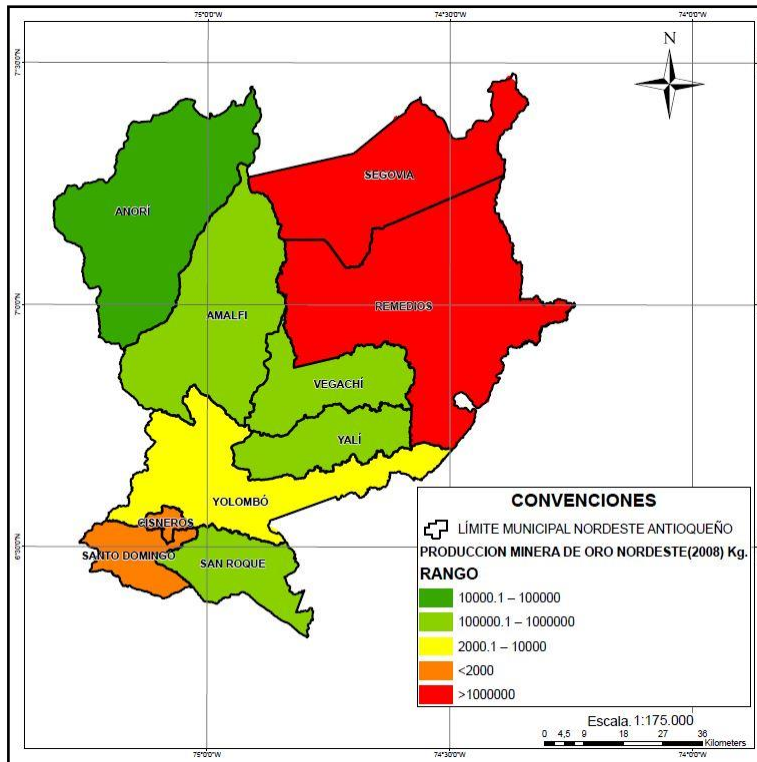 75°0'0"W 74°30'0"W 74°0'0"W
7°30'0"N
N
SEGOVIA
ANORÍ
7°0'0"N
REMEDIOS
AMALFI
VEGACHÍ
YALÍ
YOLOMBÓ
CISNEROS
6°30'0"N
SANTO DOMINGO
SAN ROQUE
CONVENCIONES
LÍMITE MUNICIPAL NORDESTE ANTIOQUEÑO
PRODUCCION MINERA DE ORO NORDESTE(2008) Kg.
RANGO
10000.1 – 100000
100000.1 – 1000000
2000.1 – 10000
<2000
>1000000
Escala. 1:175.000
0 4,5 9 18 27 36
Kilometers
75°0'0"W 74°30'0"W 74°0'0"W